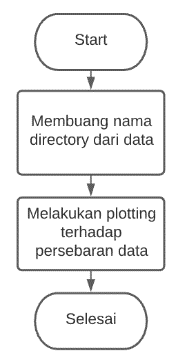 Start
Membuang nama
directory dari data
Melakukan plotting
terhadap
persebaran data
Selesai